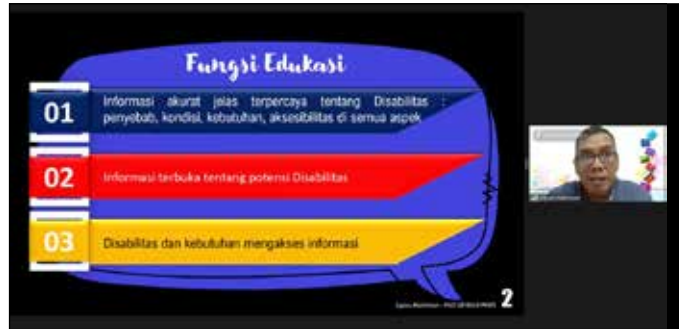 Fungsi Edukasi
01
Informasi akurat jelas terpercaya tentang Disabilitas :
penyebab, kondisi, kebutuhan, aksesibilitas di semua aspek
02
Informasi terbuka tentang potensi Disabilitas
03
Disabilitas dan kebutuhan mengakses informasi
2